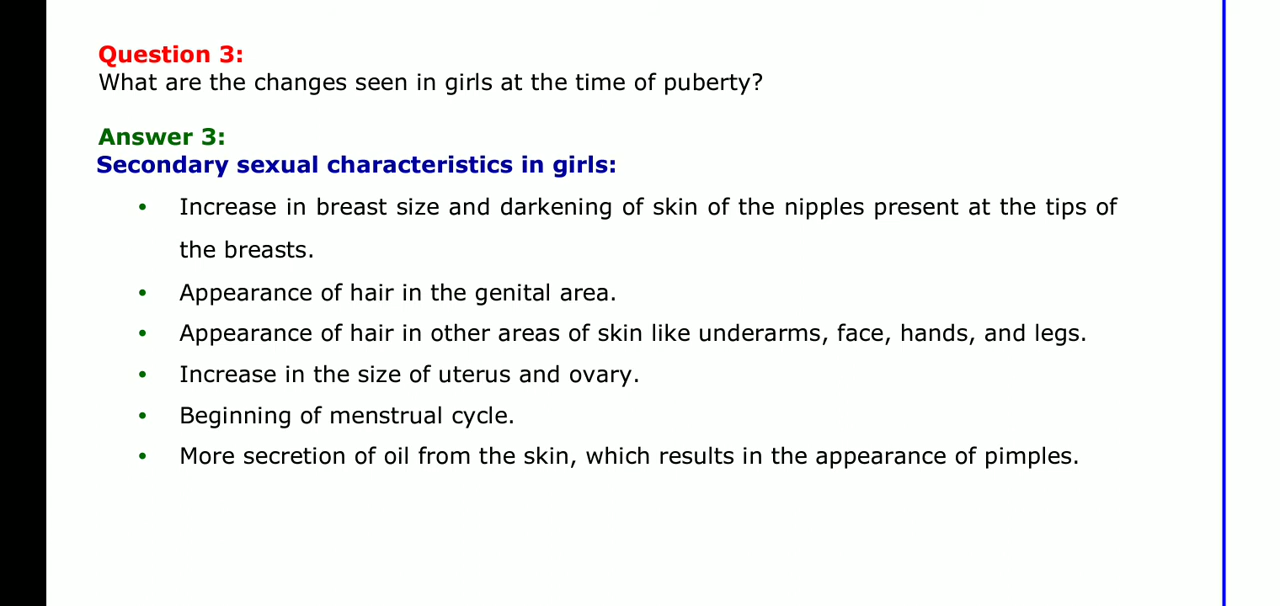 Question 3:
What are the changes seen in girls at the time of puberty?
Answer 3:
Secondary sexual characteristics in girls:
• Increase in breast size and darkening of skin of the nipples present at the tips of
the breasts.
• Appearance of hair in the genital area.
• Appearance of hair in other areas of skin like underarms, face, hands, and legs.
• Increase in the size of uterus and ovary.
• Beginning of menstrual cycle.
• More secretion of oil from the skin, which results in the appearance of pimples.